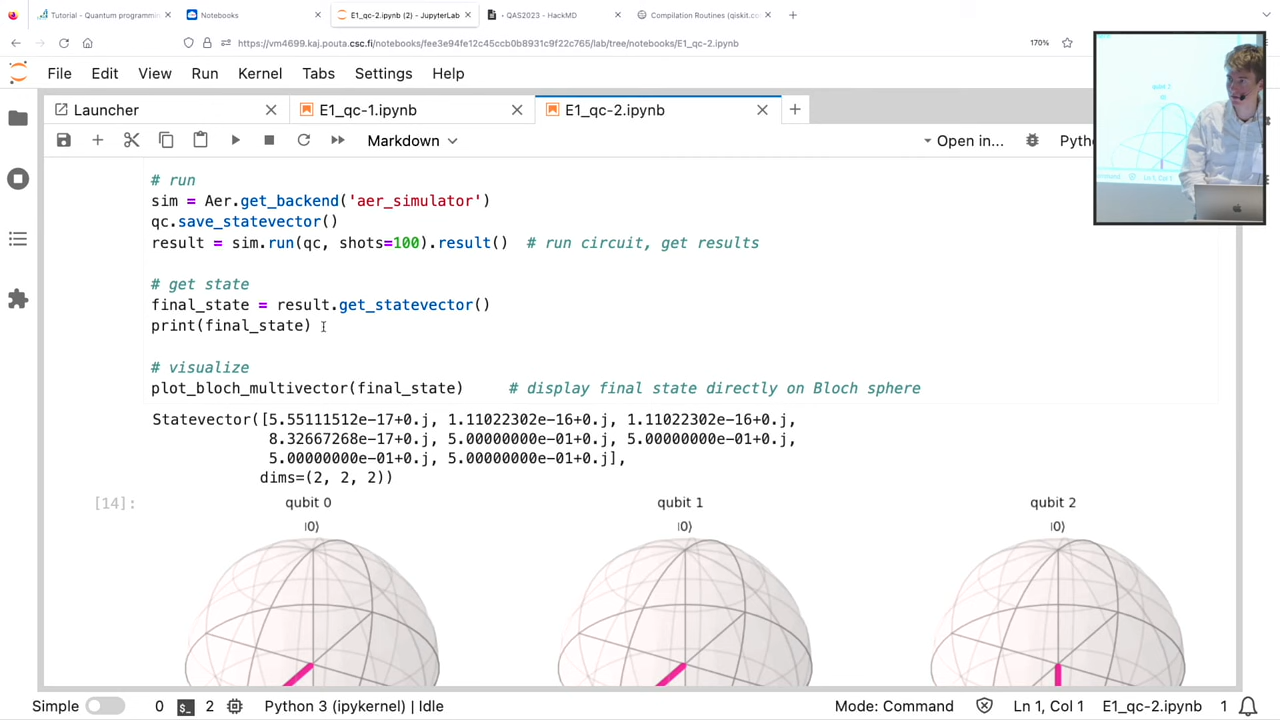 Tutorial - Quantum programmin
Notebooks
E1_qc-2.ipynb (2) - JupyterLab
- QAS2023 - HackMD
Compilation Routines (qiskit.co
https://vm4699.kaj.pouta.csc.fi/notebooks/fee3e94fe12c45ccb0b8931c9f22c765/lab/tree/notebooks/E1_qc-2.ipynb
170%
File Edit View Run Kernel Tabs Settings Help
Launcher
E1_qc-1.ipynb
E1_qc-2.ipynb
Markdown
Open in...
Pytho
# run
sim = Aer.get_backend('aer_simulator')
qc.save_statevector()
result = sim.run(qc, shots=100).result()  # run circuit, get results
# get state
final_state = result.get_statevector()
print(final_state)
# visualize
plot_bloch_multivector(final_state)     # display final state directly on Bloch sphere
Statevector([5.55111512e-17+0.j, 1.11022302e-16+0.j, 1.11022302e-16+0.j,
8.32667268e-17+0.j, 5.00000000e-01+0.j, 5.00000000e-01+0.j,
5.00000000e-01+0.j, 5.00000000e-01+0.j],
dims=(2, 2, 2))
[14]:
qubit 0
qubit 1
qubit 2
|0⟩
|0⟩
|0⟩
Simple
0
2
Python 3 (ipykernel) | Idle
Mode: Command
Ln 1, Col 1
E1_qc-2.ipynb
1